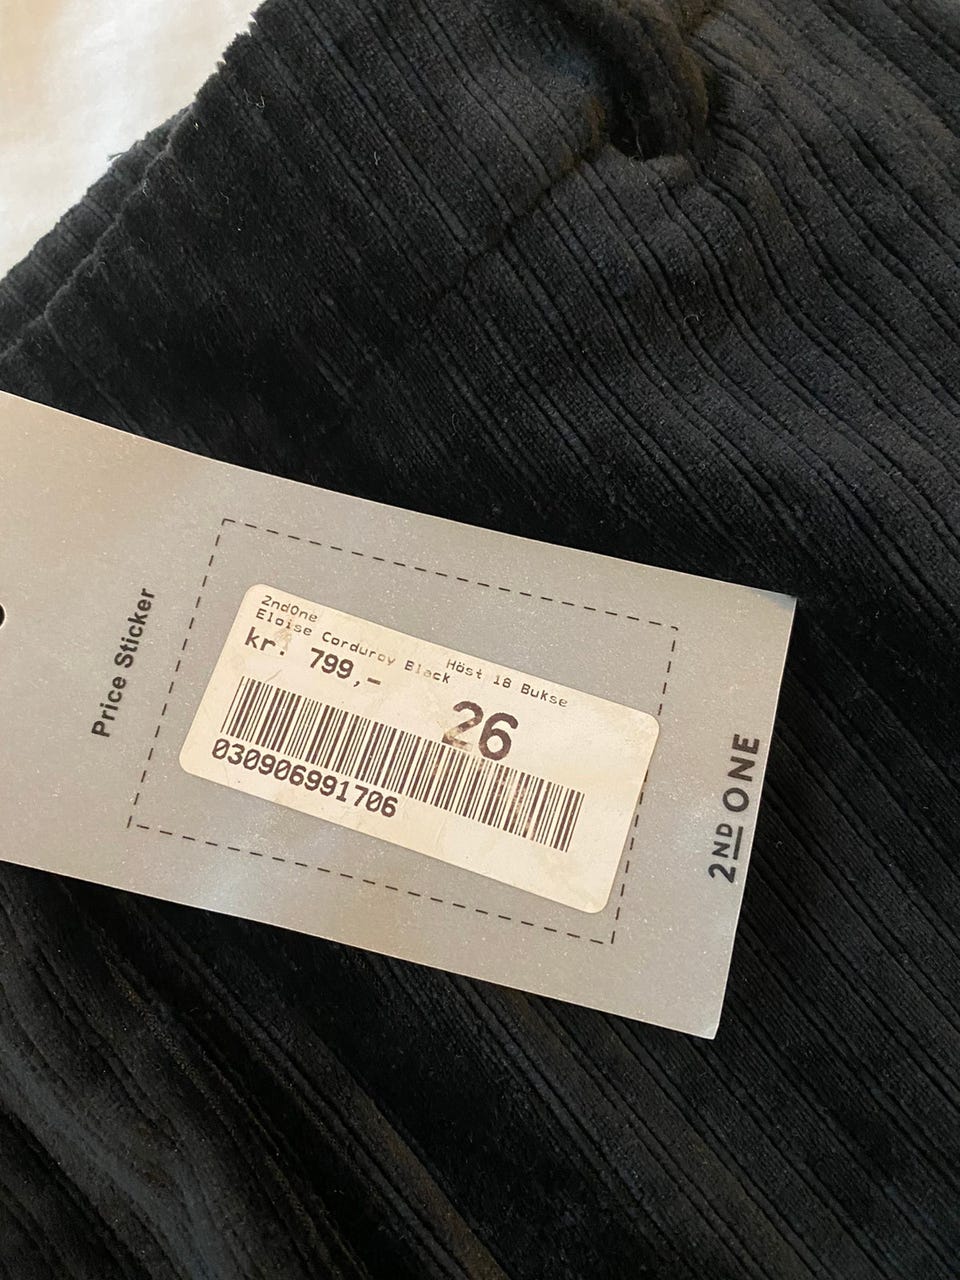 Price Sticker
2ndOne
Eloise Corduroy Black Höst 18 Bukse
kr. 799,-
26
030906991706
2ND ONE